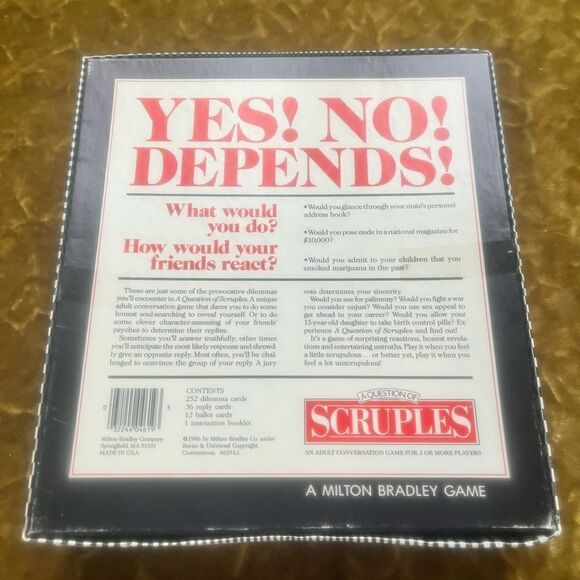 YES! NO!
DEPENDS!
What would
you do?
How would your
friends react?
•Would you glance through your mate's personal
address book?
•Would you pose nude in a national magazine for
$10,000?
•Would you admit to your children that you
smoked marijuana in the past?
These are just some of the provocative dilemmas
you'll encounter in A Question of Scruples. A unique
adult conversation game that dares you to do some
honest soul-searching to reveal yourself. Or to do
some clever character-assessing of your friends'
psyches to determine their replies.
Sometimes you'll answer truthfully; other times
you'll anticipate the most likely response and shrewd-
ly give an opposite reply. Most often, you'll be chal-
lenged to convince the group of your reply. A jury
vote determines your sincerity.
Would you sue for palimony? Would you fight a war
you consider unjust? Would you use sex appeal to
get ahead in your career? Would you allow your
15-year-old daughter to take birth control pills? Ex-
perience A Question of Scruples and find out!
It's a game of surprising reactions, honest revela-
tions and entertaining untruths. Play it when you feel
a little scrupulous . . . or better yet, play it when you
feel a lot unscrupulous!
0
32244 04619
3
Milton Bradley Company
Springfield, MA 01101
MADE IN U.S.A.
CONTENTS
252 dilemma cards
36 reply cards
12 ballot cards
1 instruction booklet
©1986 by Milton Bradley Co. under
Berne & Universal Copyright
Conventions 4619-L2
A QUESTION OF
SCRUPLES
AN ADULT CONVERSATION GAME FOR 3 OR MORE PLAYERS
A MILTON BRADLEY GAME